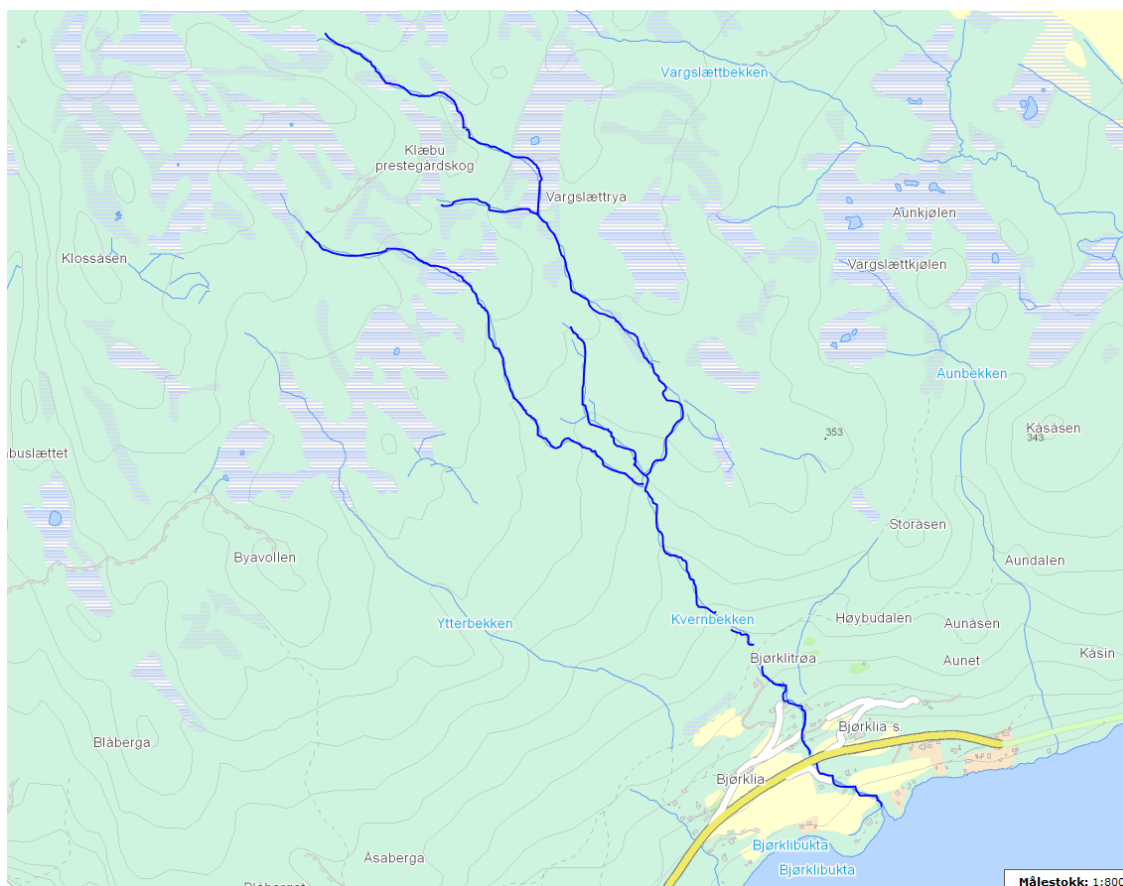 Vargslættbekken
Klæbu
prestegårdskog
Vargslættrya
Aunkjølen
Klossåsen
Vargslættkjølen
Aunbekken
353
Kåsåsen
343
buslættet
Storåsen
Byavollen
Aundalen
Ytterbekken
Kvernbekken
Høybudalen
Aunåsen
Bjørklitrøa
Kåsin
Aunet
Bjørklia s.
Blåberga
Bjørklia
Bjørklibukta
Åsaberga
Bjørklibukta
Målestokk: 1:800